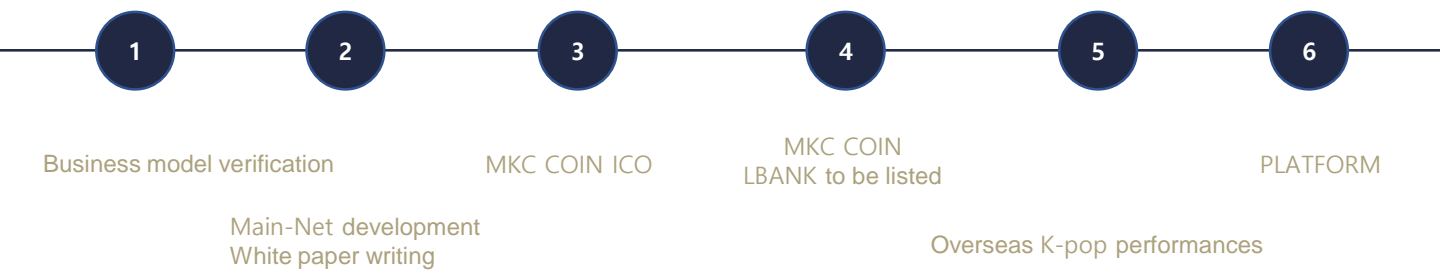 1
2
3
4
5
6
Business model verification
Main-Net development
White paper writing
MKC COIN ICO
MKC COIN
LBANK to be listed
Overseas K-pop performances
PLATFORM